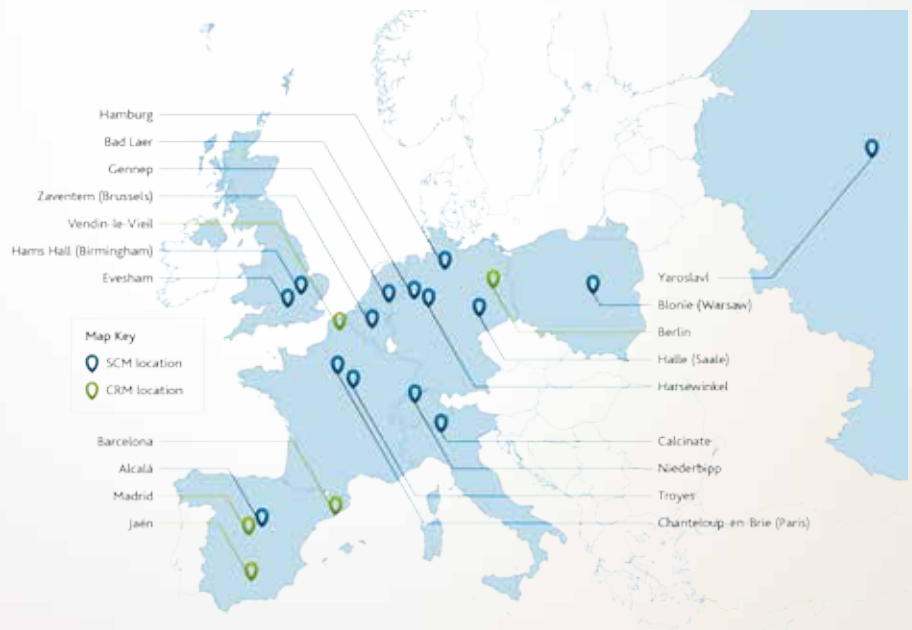 Hamburg
Bad Laer
Gennep
Zaventem (Brussels)
Vendin-le-Vieil
Hams Hall (Birmingham)
Evesham
Map Key
SCM location
CRM location
Barcelona
Alcalá
Madrid
Jaén
Yaroslavl
Blonie (Warsaw)
Berlin
Halle (Saale)
Harsewinkel
Calcinate
Niederbipp
Troyes
Chanteloup-en-Brie (Paris)